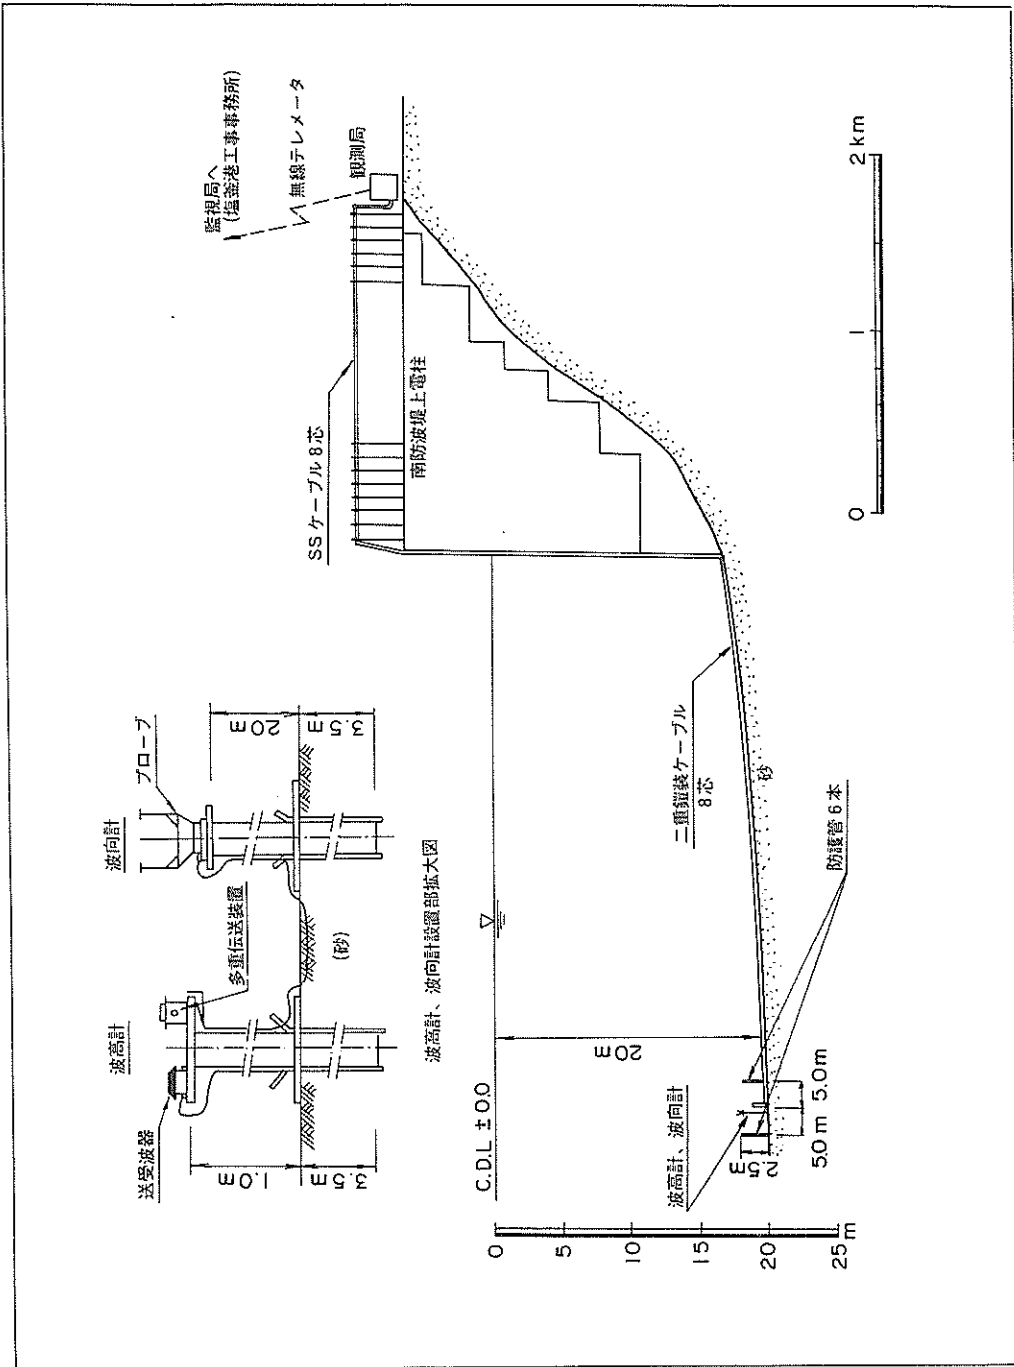 波高計
波向計
送受波器
多重伝送装置
プローブ
1.0m
3.5m
20m
3.5m
(砂)
波高計、波向計設置部拡大図
監視局へ
(塩釜港工事事務所)
無線テレメータ
観測局
SSケーブル8芯
南防波堤上電柱
C.D.L ±0.0
20m
二重鎧装ケーブル
8芯
砂
波高計、波向計
防護管6本
2.5m
5.0m 5.0m
0
5
10
15
20
25
m
0 1 2km